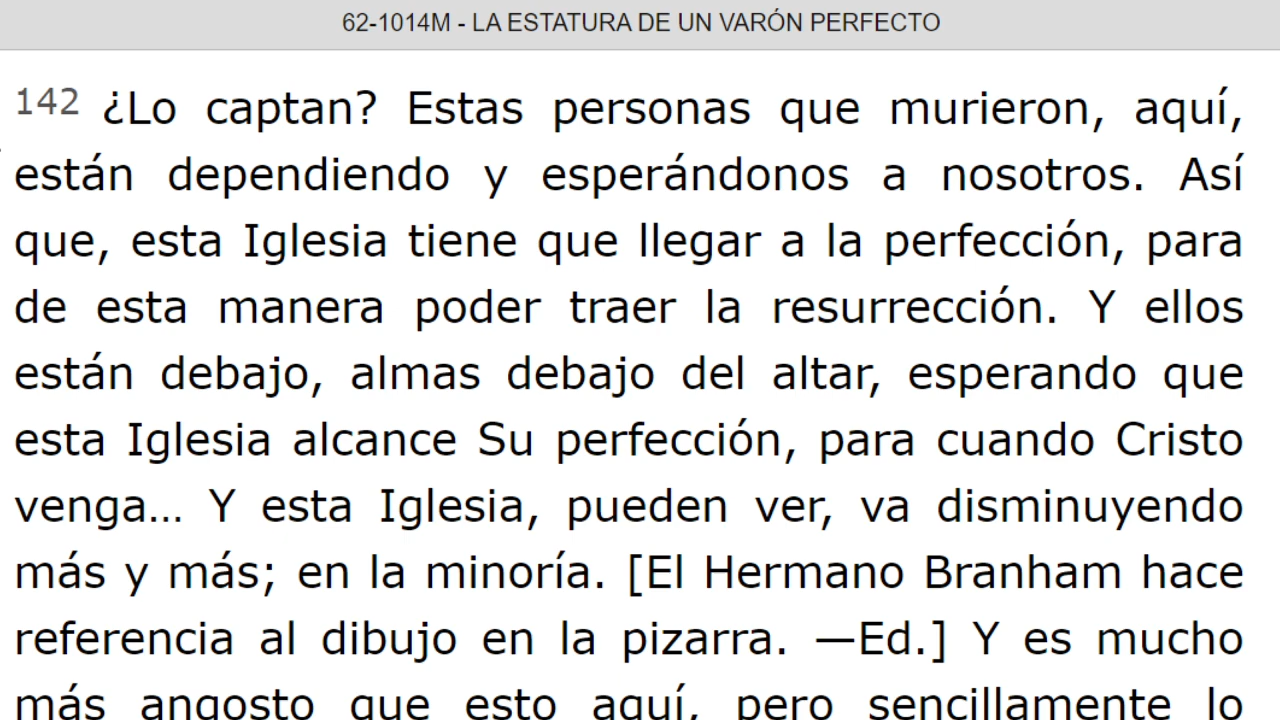 62-1014M - LA ESTATURA DE UN VARÓN PERFECTO
142 ¿Lo captan? Estas personas que murieron, aquí,
están dependiendo y esperándonos a nosotros. Así
que, esta Iglesia tiene que llegar a la perfección, para
de esta manera poder traer la resurrección. Y ellos
están debajo, almas debajo del altar, esperando que
esta Iglesia alcance Su perfección, para cuando Cristo
venga… Y esta Iglesia, pueden ver, va disminuyendo
más y más; en la minoría. [El Hermano Branham hace
referencia al dibujo en la pizarra. —Ed.] Y es mucho
más angosto que esto aquí, pero sencillamente lo